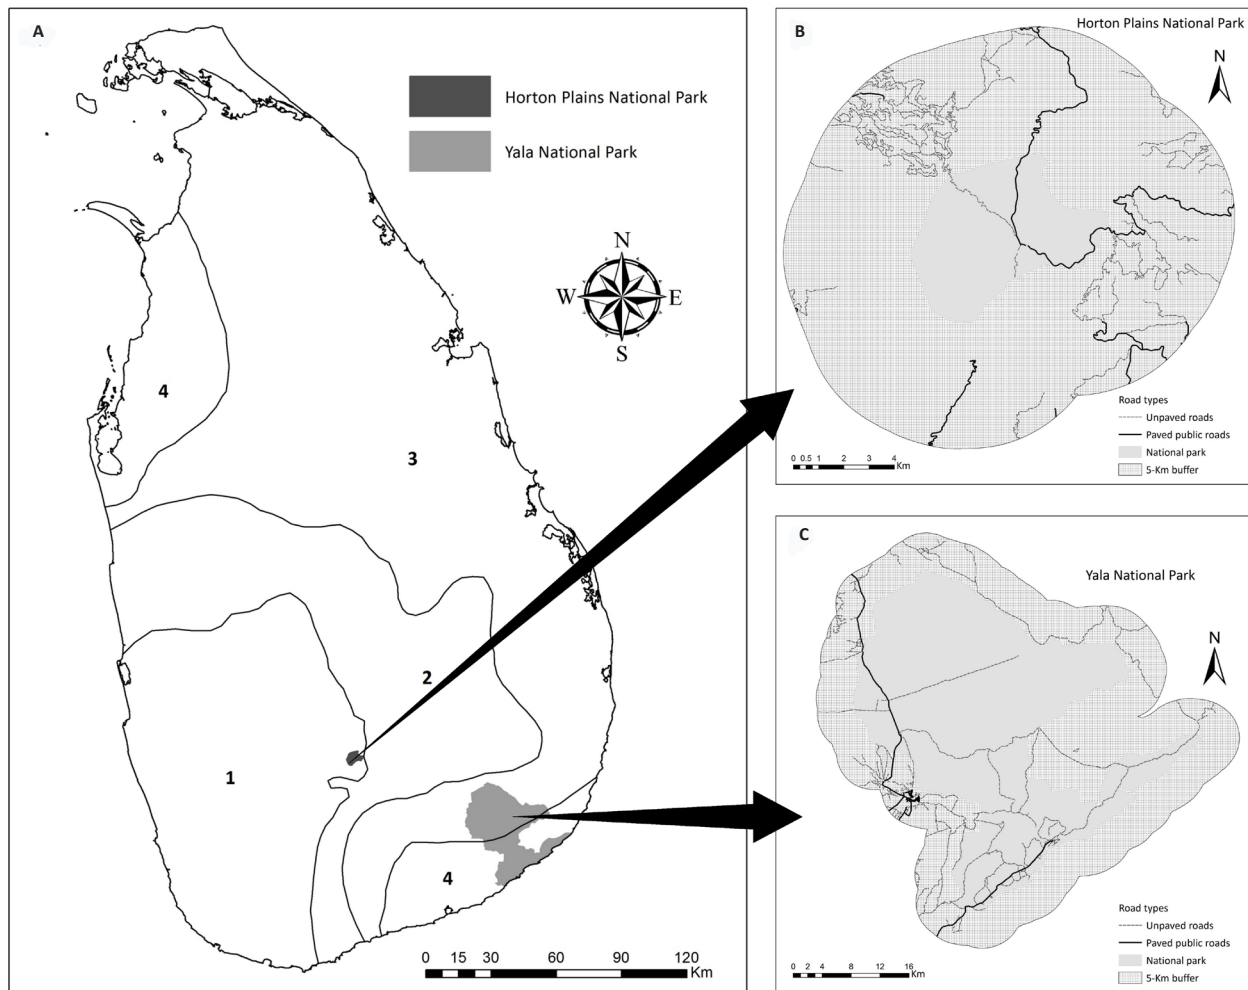 A
Horton Plains National Park
Yala National Park
N
W E
S
4
3
2
1
4
0 15 30 60 90 120
Km
B
Horton Plains National Park
N
Road types
Unpaved roads
Paved public roads
National park
5-Km buffer
0 0.5 1 2 3 4
Km
C
Yala National Park
N
Road types
Unpaved roads
Paved public roads
National park
5-Km buffer
0 2 4 8 12 16
Km